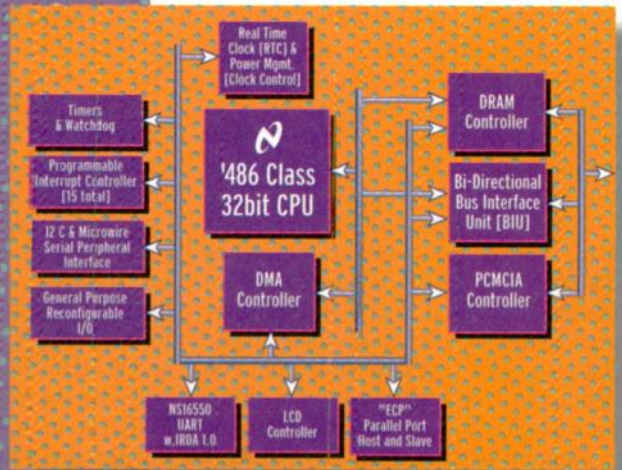 Real Time
Clock [RTC] &
Power Mgmt.
[Clock Control]
Timers
& Watchdog
Programmable
Interrupt Controller
[15 total]
I2 C & Microwire
Serial Peripheral
Interface
General Purpose
Reconfigurable
I/O
'486 Class
32bit CPU
DMA
Controller
DRAM
Controller
Bi-Directional
Bus Interface
Unit [BIU]
PCMCIA
Controller
NS16550
UART
w.IRDA I.O.
LCD
Controller
"ECP"
Parallel Port
Host and Slave